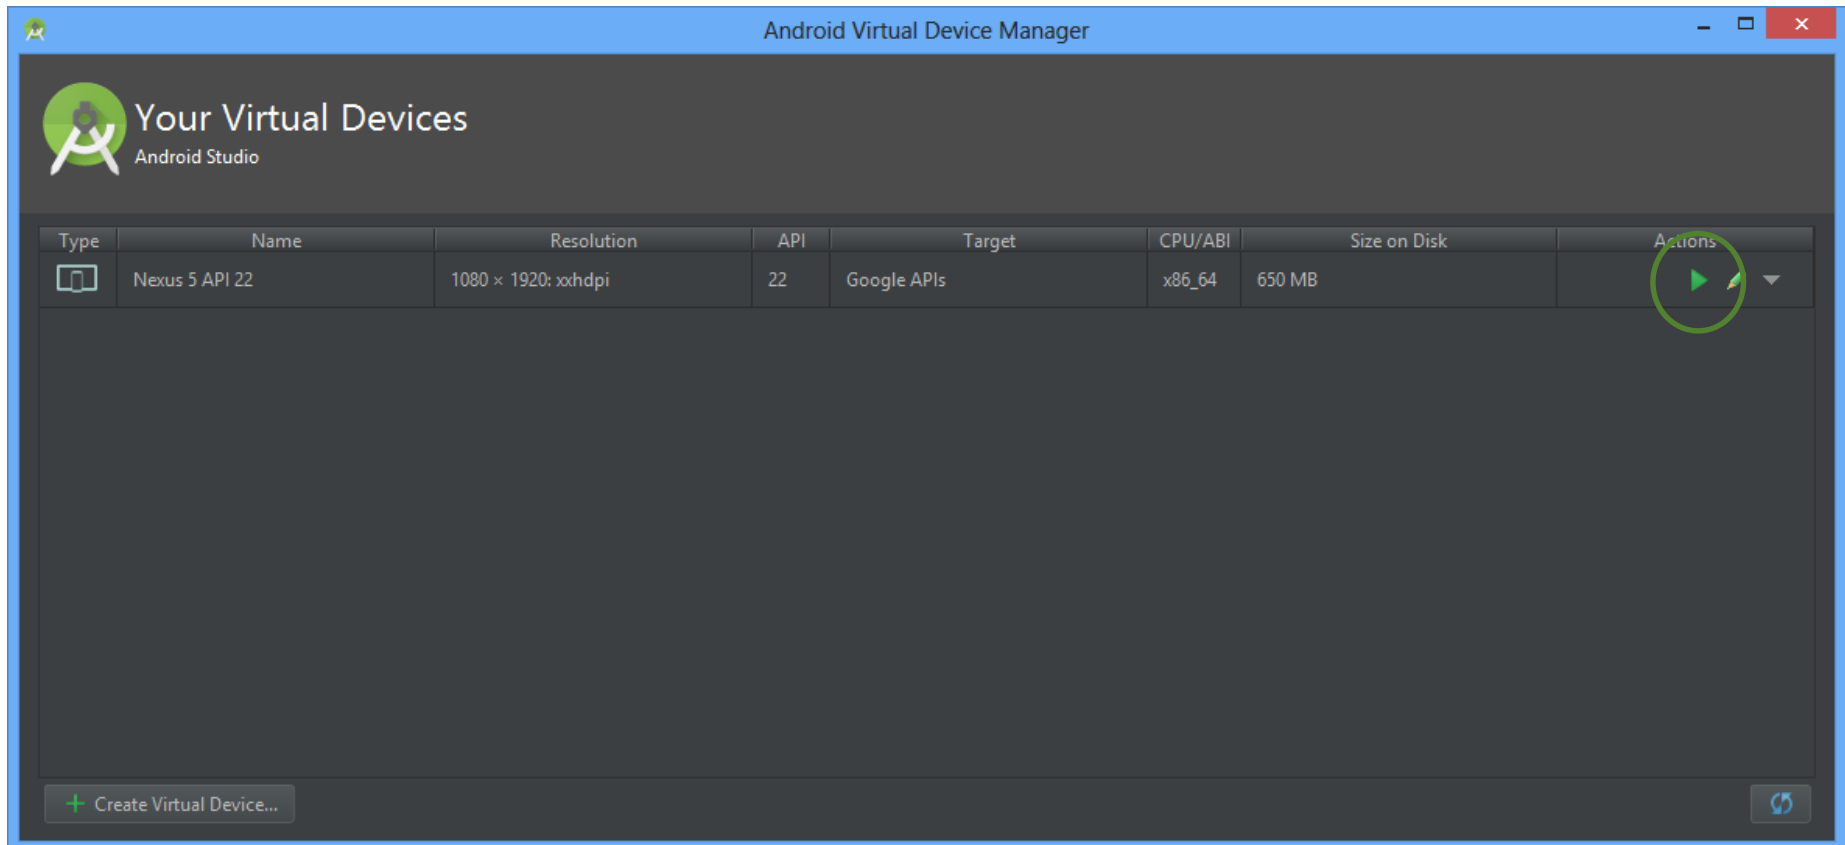 Android Virtual Device Manager
Your Virtual Devices
Android Studio
Type Name Resolution API Target CPU/ABI Size on Disk Actions
Nexus 5 API 22 1080 × 1920: xxhdpi 22 Google APIs x86_64 650 MB
Create Virtual Device...